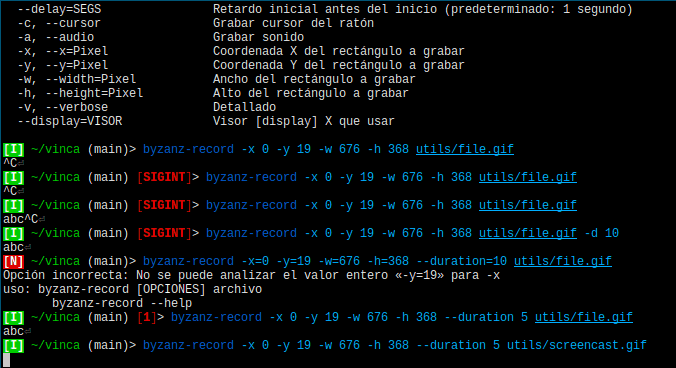 --delay=SEGS Retardo inicial antes del inicio (predeterminado: 1 segundo)
-c, --cursor Grabar cursor del ratón
-a, --audio Grabar sonido
-x, --x=Pixel Coordenada X del rectángulo a grabar
-y, --y=Pixel Coordenada Y del rectángulo a grabar
-w, --width=Pixel Ancho del rectángulo a grabar
-h, --height=Pixel Alto del rectángulo a grabar
-v, --verbose Detallado
--display=VISOR Visor [display] X que usar
[I] ~/vinca (main)> byzanz-record -x 0 -y 19 -w 676 -h 368 utils/file.gif
^C⏎
[I] ~/vinca (main) [SIGINT]> byzanz-record -x 0 -y 19 -w 676 -h 368 utils/file.gif
^C⏎
[I] ~/vinca (main) [SIGINT]> byzanz-record -x 0 -y 19 -w 676 -h 368 utils/file.gif
abc^C⏎
[I] ~/vinca (main) [SIGINT]> byzanz-record -x 0 -y 19 -w 676 -h 368 utils/file.gif -d 10
abc⏎
[N] ~/vinca (main)> byzanz-record -x=0 -y=19 -w=676 -h=368 --duration=10 utils/file.gif
Opción incorrecta: No se puede analizar el valor entero «-y=19» para -x
uso: byzanz-record [OPCIONES] archivo
byzanz-record --help
[I] ~/vinca (main) [1]> byzanz-record -x 0 -y 19 -w 676 -h 368 --duration 5 utils/file.gif
abc⏎
[I] ~/vinca (main)> byzanz-record -x 0 -y 19 -w 676 -h 368 --duration 5 utils/screencast.gif